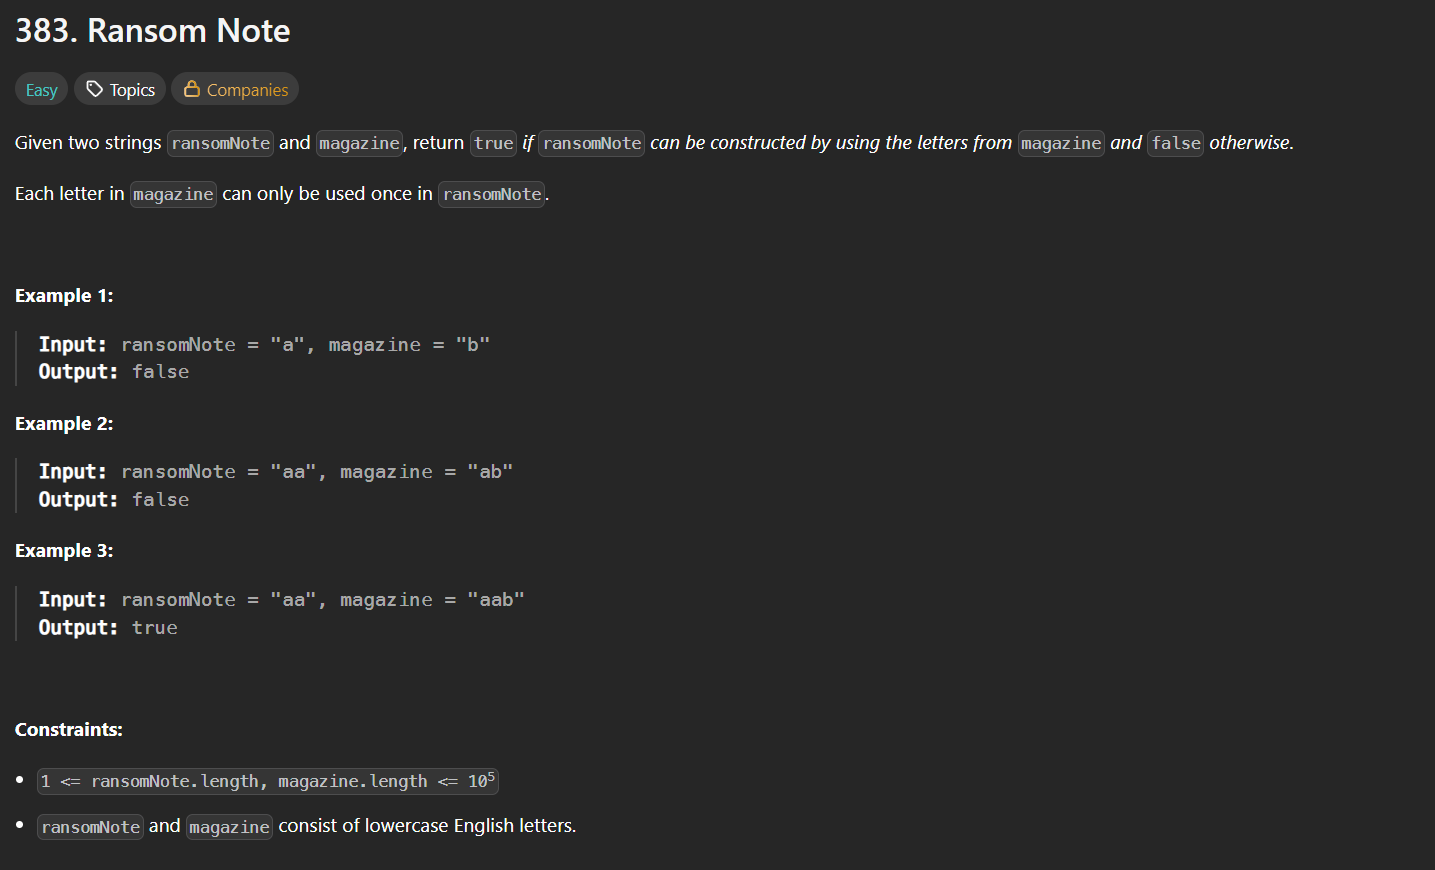 383. Ransom Note
Easy Topics Companies
Given two strings ransomNote and magazine, return true if ransomNote can be constructed by using the letters from magazine and false otherwise.
Each letter in magazine can only be used once in ransomNote.
Example 1:
Input: ransomNote = "a", magazine = "b"
Output: false
Example 2:
Input: ransomNote = "aa", magazine = "ab"
Output: false
Example 3:
Input: ransomNote = "aa", magazine = "aab"
Output: true
Constraints:
• 1 <= ransomNote.length, magazine.length <= 10⁵
• ransomNote and magazine consist of lowercase English letters.